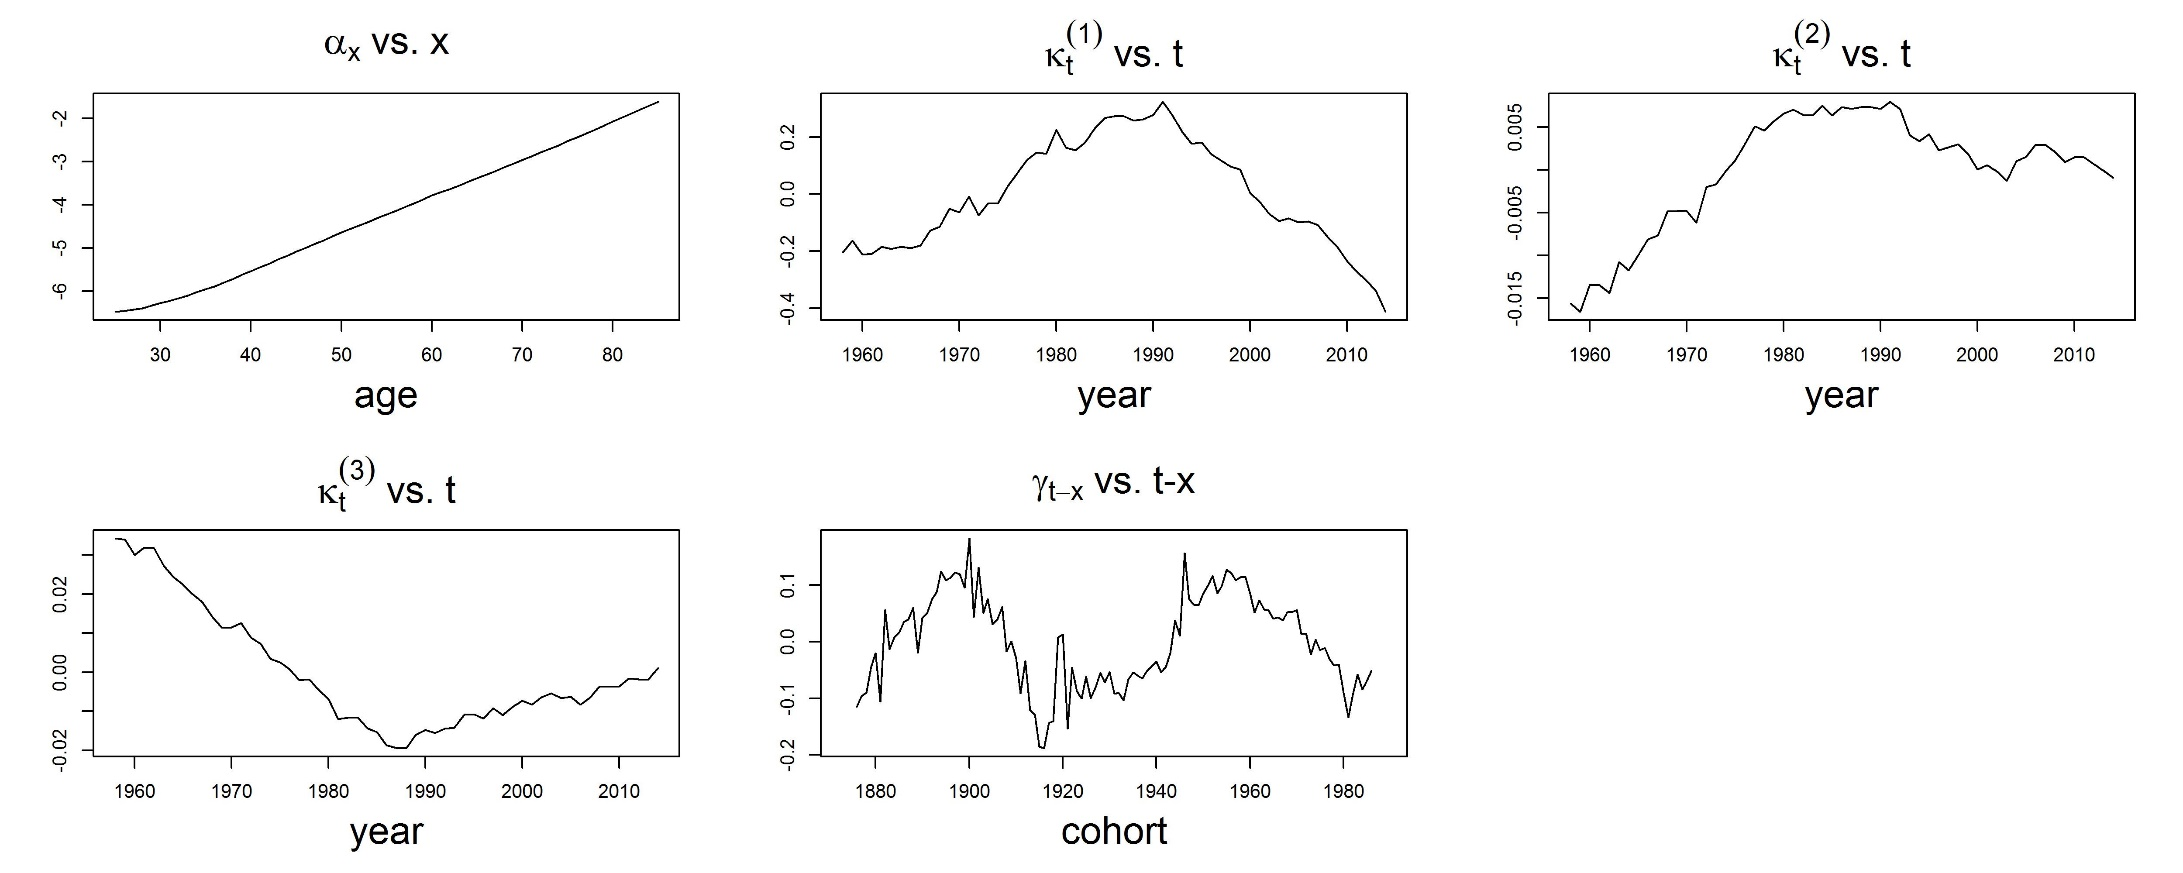 αx vs. x
-2
-3
-4
-5
-6
30 40 50 60 70 80
age
κt(1) vs. t
0.2
0.0
-0.2
-0.4
1960 1970 1980 1990 2000 2010
year
κt(2) vs. t
0.005
-0.005
-0.015
1960 1970 1980 1990 2000 2010
year
κt(3) vs. t
0.02
0.00
-0.02
1960 1970 1980 1990 2000 2010
year
γt−x vs. t-x
0.1
0.0
-0.1
-0.2
1880 1900 1920 1940 1960 1980
cohort